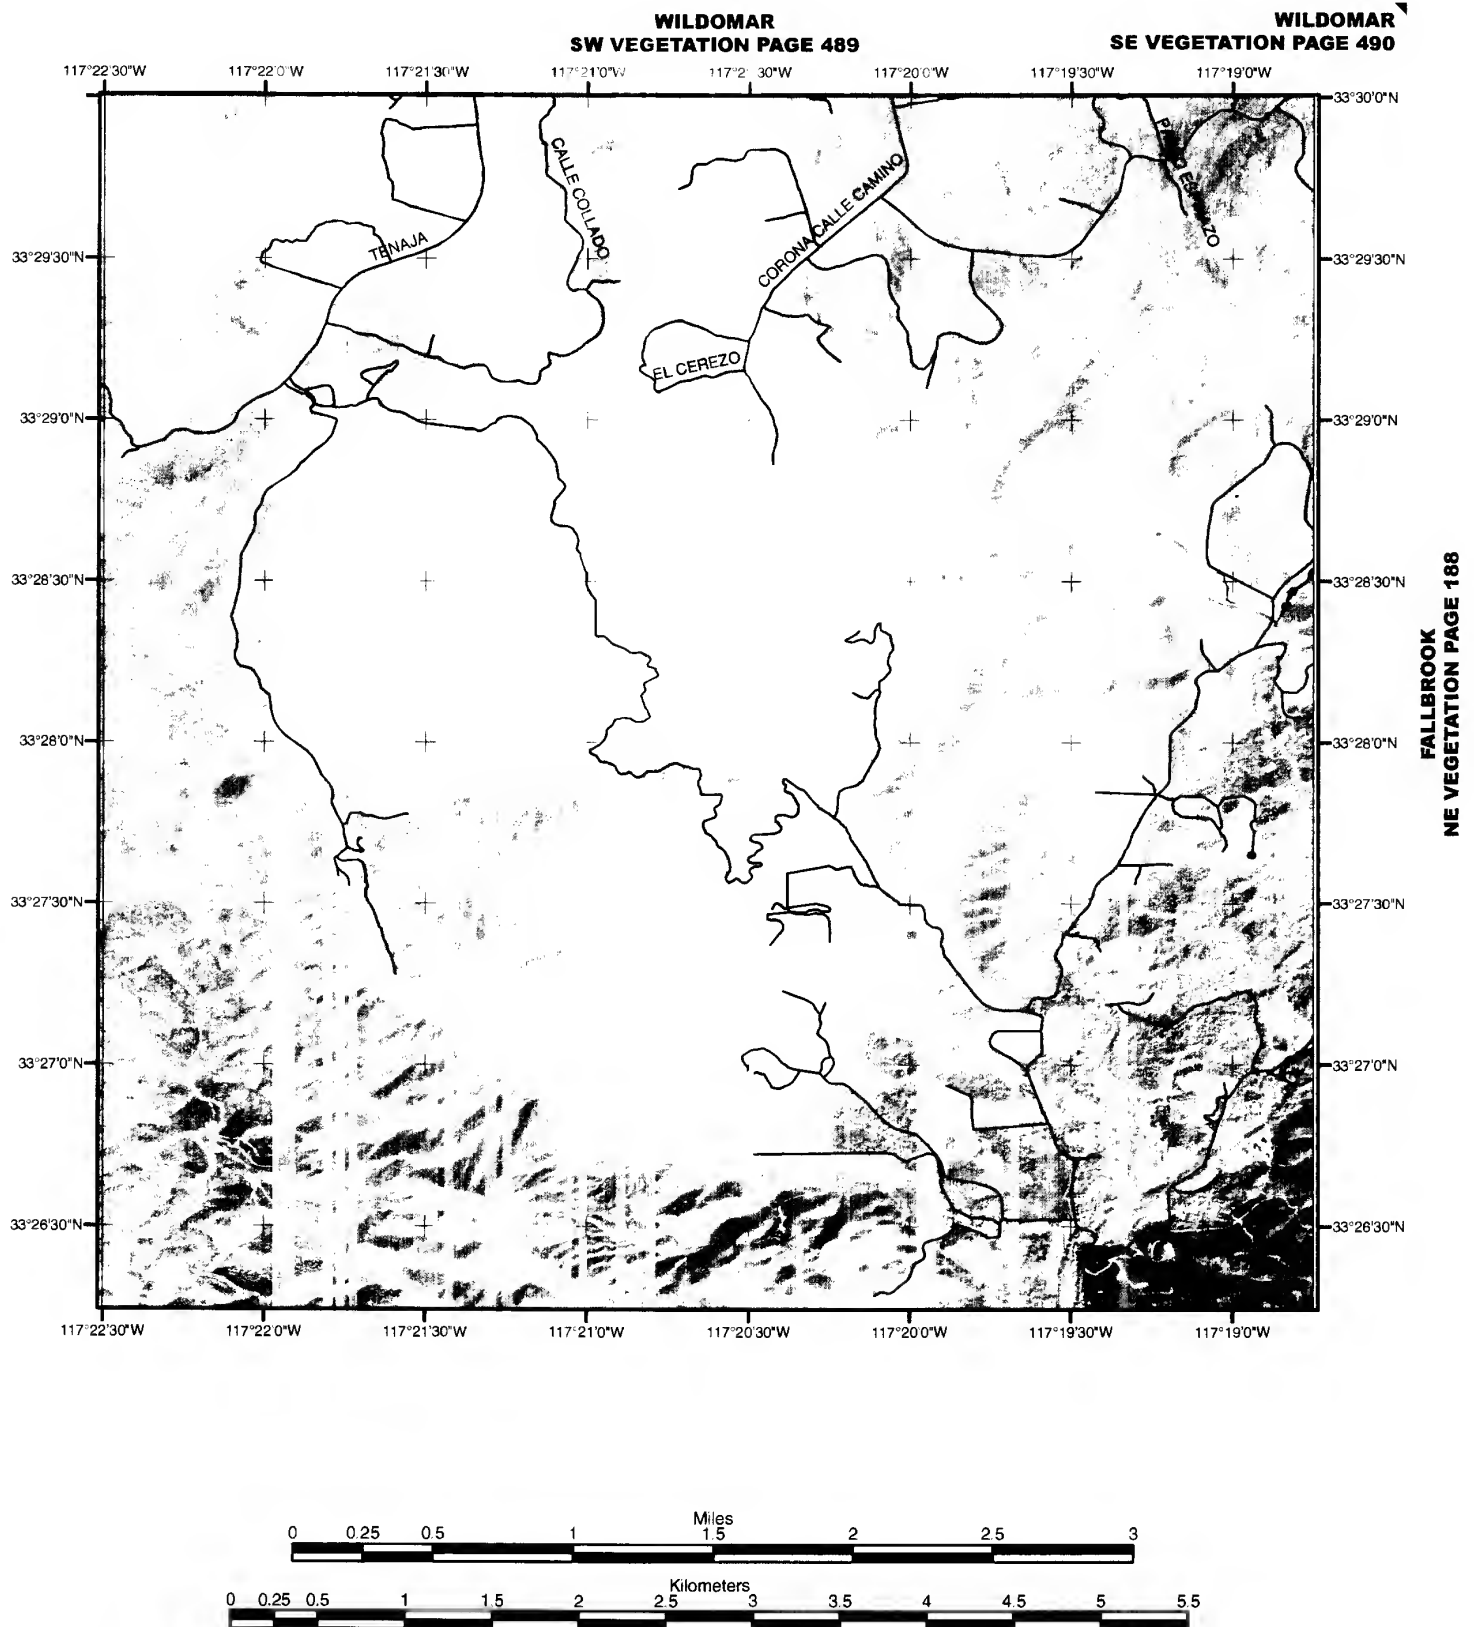 WILDOMAR
SW VEGETATION PAGE 489
WILDOMAR
SE VEGETATION PAGE 490
117°22'30"W 117°22'0"W 117°21'30"W 117°21'0"W 117°20'30"W 117°20'0"W 117°19'30"W 117°19'0"W
33°30'0"N
CALLE COLLADO
CORONA CALLE CAMINO
TENAJA
33°29'30"N 33°29'30"N
EL CEREZO
33°29'0"N 33°29'0"N
33°28'30"N 33°28'30"N
FALLBROOK
NE VEGETATION PAGE 188
33°28'0"N 33°28'0"N
33°27'30"N 33°27'30"N
33°27'0"N 33°27'0"N
33°26'30"N 33°26'30"N
117°22'30"W 117°22'0"W 117°21'30"W 117°21'0"W 117°20'30"W 117°20'0"W 117°19'30"W 117°19'0"W
Miles
0 0.25 0.5 1 1.5 2 2.5 3
Kilometers
0 0.25 0.5 1 1.5 2 2.5 3 3.5 4 4.5 5 5.5